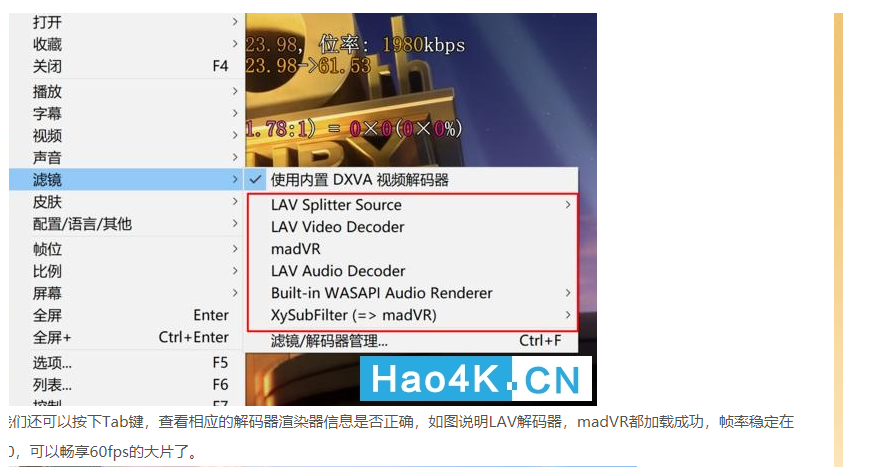 打开
收藏
关闭 F4
播放
字幕
视频
声音
滤镜
皮肤
配置/语言/其他
帧位
比例
屏幕
全屏 Enter
全屏+ Ctrl+Enter
选项... F5
列表... F6
控制 F7
23.98, 位率: 1980kbps
23.98->61.53
1.78:1) = 0×0(0×0%)
使用内置 DXVA 视频解码器
LAV Splitter Source
LAV Video Decoder
madVR
LAV Audio Decoder
Built-in WASAPI Audio Renderer
XySubFilter (=> madVR)
滤镜/解码器管理... Ctrl+F
Hao4K.CN
们还可以按下Tab键，查看相应的解码器渲染器信息是否正确，如图说明LAV解码器，madVR都加载成功，帧率稳定在
0，可以畅享60fps的大片了。